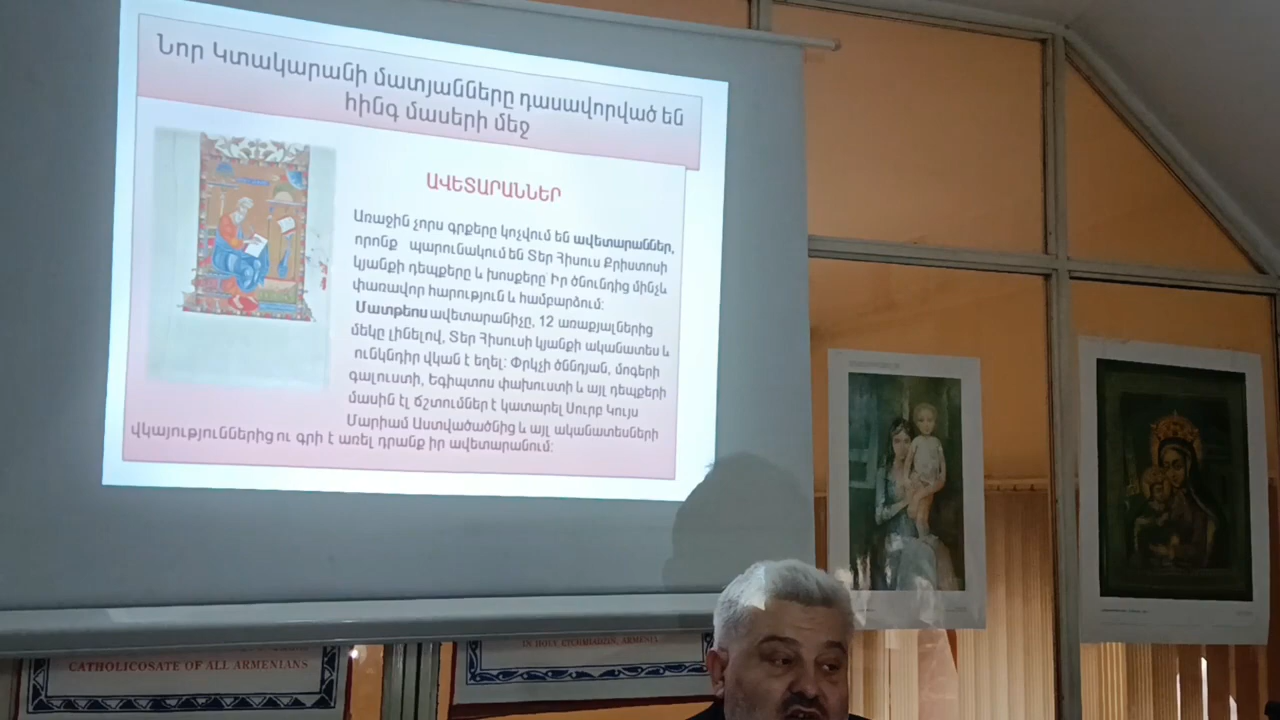 Նոր Կտակարանի մատյանները դասավորված են
հինգ մասերի մեջ
ԱՎԵՏԱՐԱՆՆԵՐ
Առաջին չորս գրքերը կոչվում են ավետարաններ,
որոնք պարունակում են Տեր Հիսուս Քրիստոսի
կյանքի դեպքերը և խոսքերը՝ Իր ծնունդից մինչև
փառավոր հարություն և համբարձում։
Մատթեոս ավետարանիչը, 12 առաքյալներից
մեկը լինելով, Տեր Հիսուսի կյանքի ականատես և
ունկնդիր վկան է եղել։ Փրկչի ծննդյան, մոգերի
գալուստի, Եգիպտոս փախուստի և այլ դեպքերի
մասին էլ ճշտումներ է կատարել Սուրբ Կույս
Մարիամ Աստվածածնից և այլ ականատեսների
վկայություններից ու գրի է առել դրանք իր ավետարանում։
CATHOLICOSATE OF ALL ARMENIANS
IN HOLY ETCHMIADZIN, ARMENIA